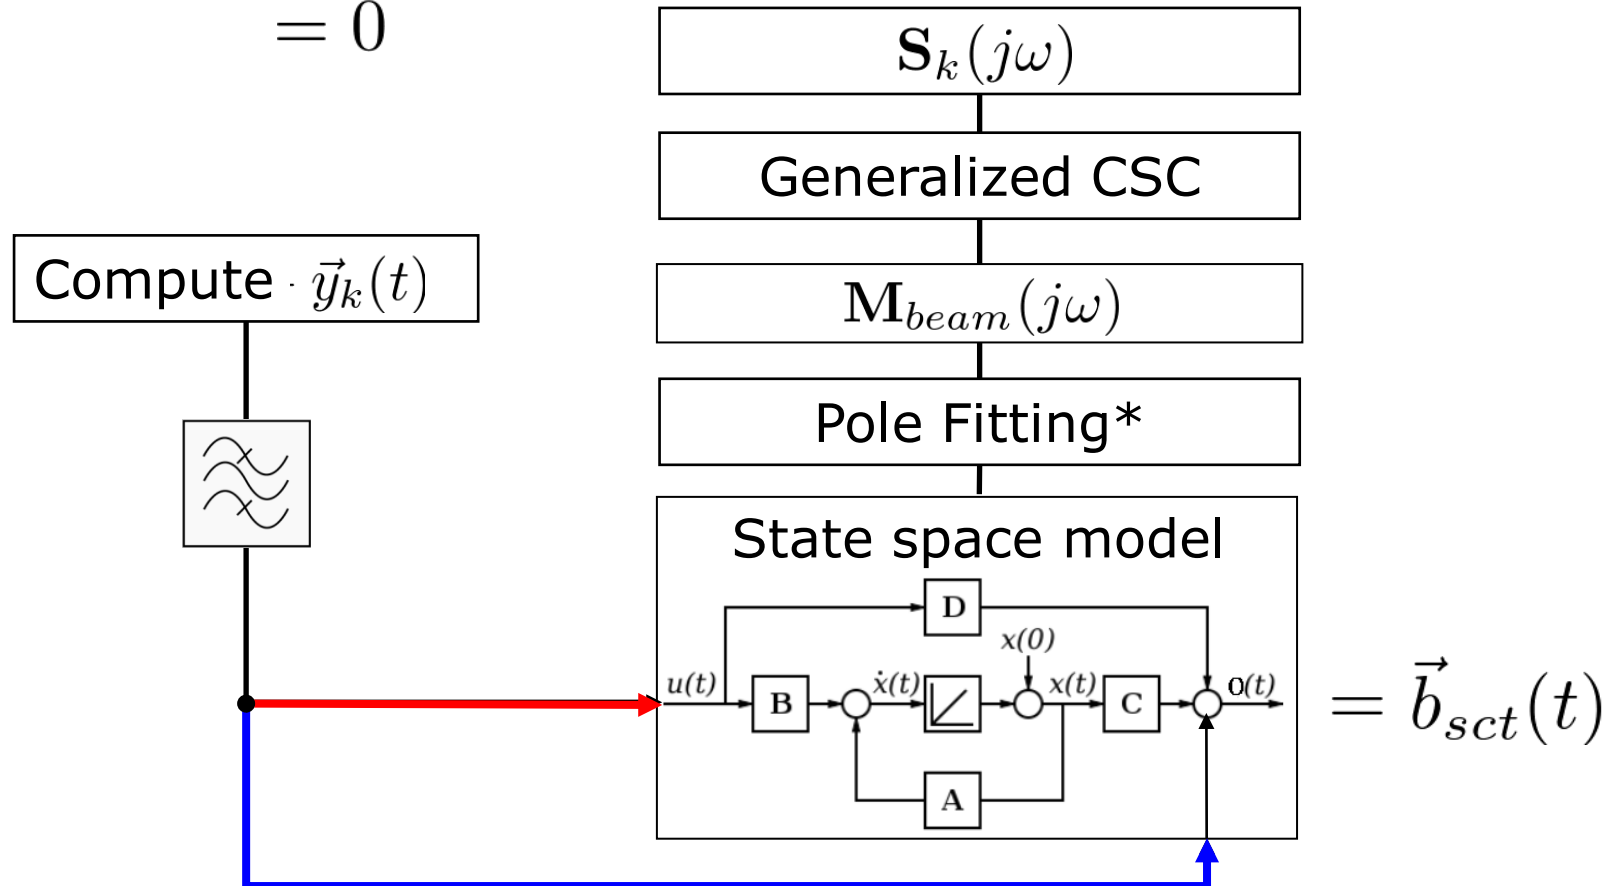 = 0
S_k(jω)
Generalized CSC
Compute · y⃗_k(t)
M_beam(jω)
Pole Fitting*
State space model
D
x(0)
u(t)
B
ẋ(t)
x(t)
C
o(t)
= b⃗_sct(t)
A